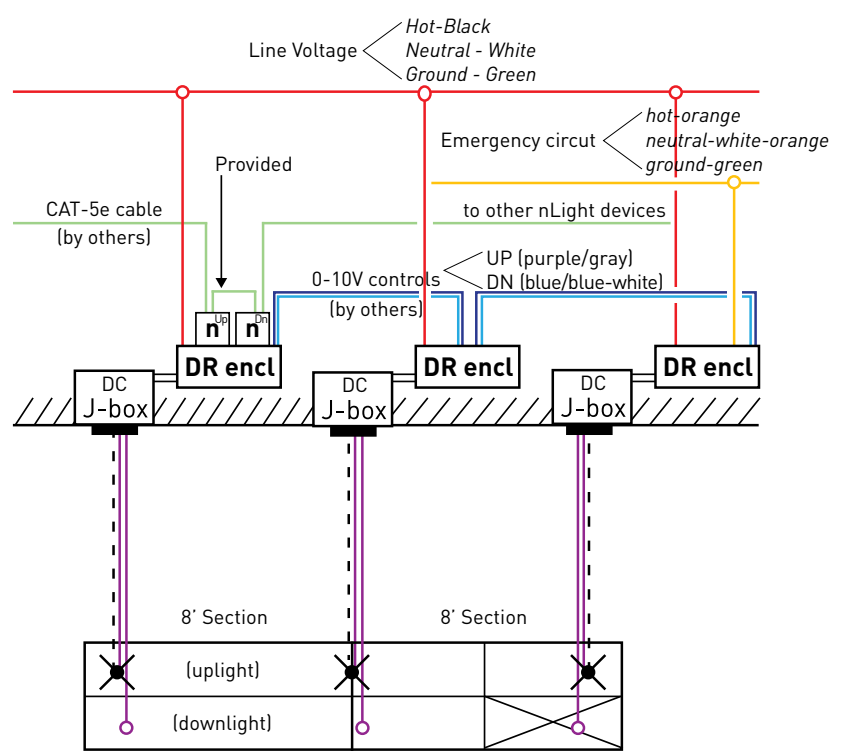 Hot-Black
Line Voltage
Neutral - White
Ground - Green
hot-orange
Emergency circut
neutral-white-orange
ground-green
Provided
CAT-5e cable
(by others)
to other nLight devices
UP (purple/gray)
0-10V controls
DN (blue/blue-white)
(by others)
n Up
n Dn
DR encl
DR encl
DR encl
DC
J-box
DC
J-box
DC
J-box
8’ Section
8’ Section
(uplight)
(downlight)